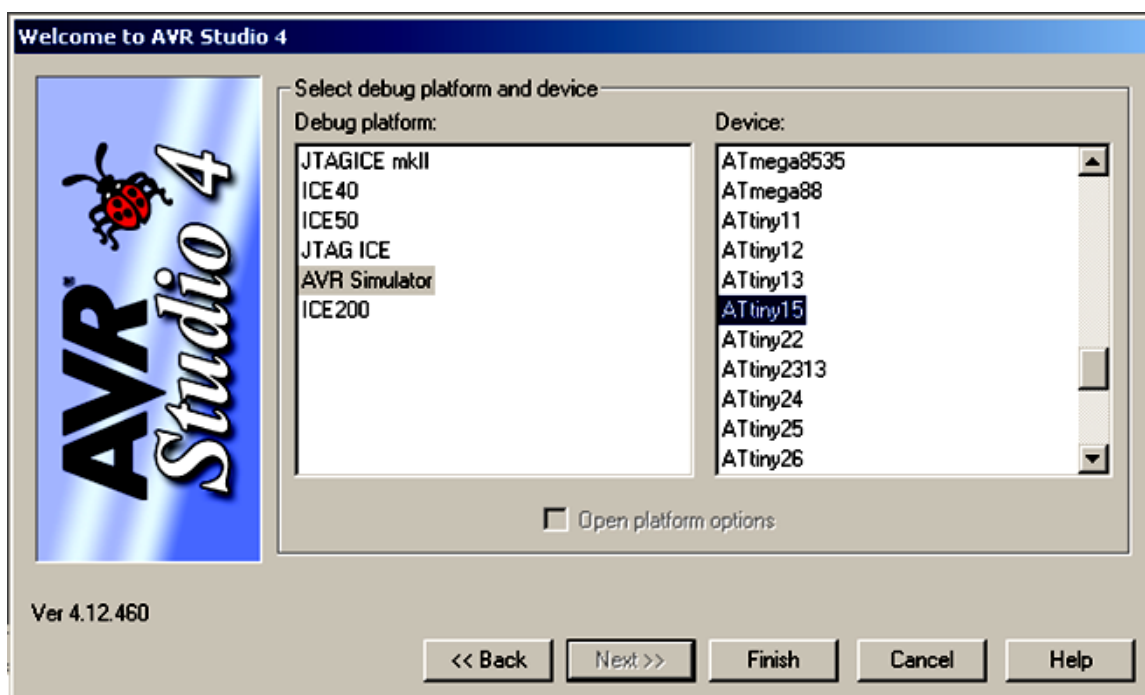 Welcome to AVR Studio 4
AVR® Studio 4
Select debug platform and device
Debug platform:
JTAGICE mkII
ICE40
ICE50
JTAG ICE
AVR Simulator
ICE200
Device:
ATmega8535
ATmega88
ATtiny11
ATtiny12
ATtiny13
ATtiny15
ATtiny22
ATtiny2313
ATtiny24
ATtiny25
ATtiny26
Open platform options
Ver 4.12.460
<< Back
Next >>
Finish
Cancel
Help